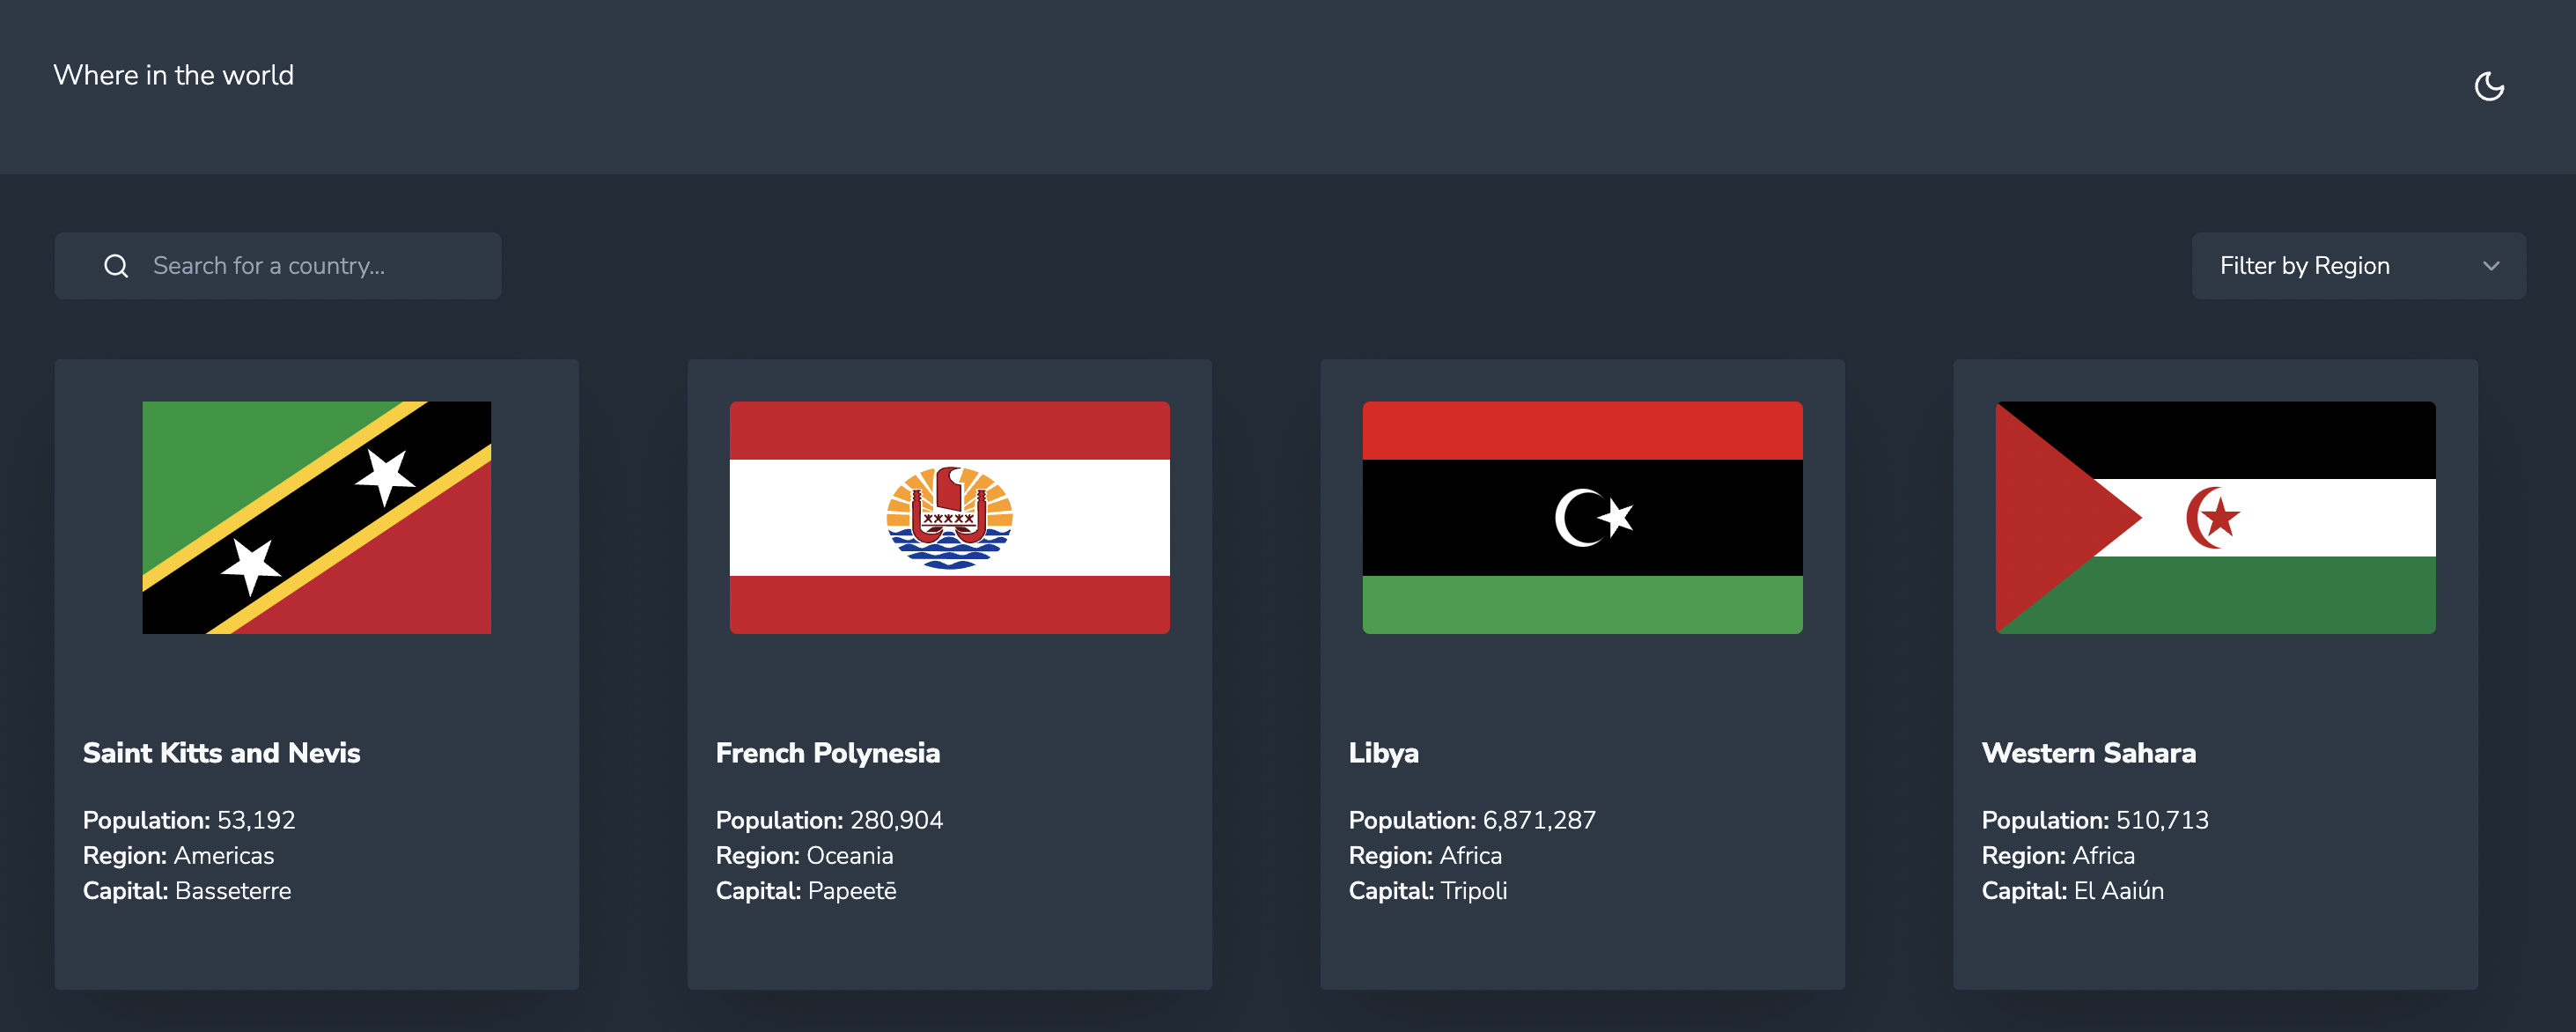 Where in the world
Search for a country...
Filter by Region
Saint Kitts and Nevis
Population: 53,192
Region: Americas
Capital: Basseterre
French Polynesia
Population: 280,904
Region: Oceania
Capital: Papeetē
Libya
Population: 6,871,287
Region: Africa
Capital: Tripoli
Western Sahara
Population: 510,713
Region: Africa
Capital: El Aaiún